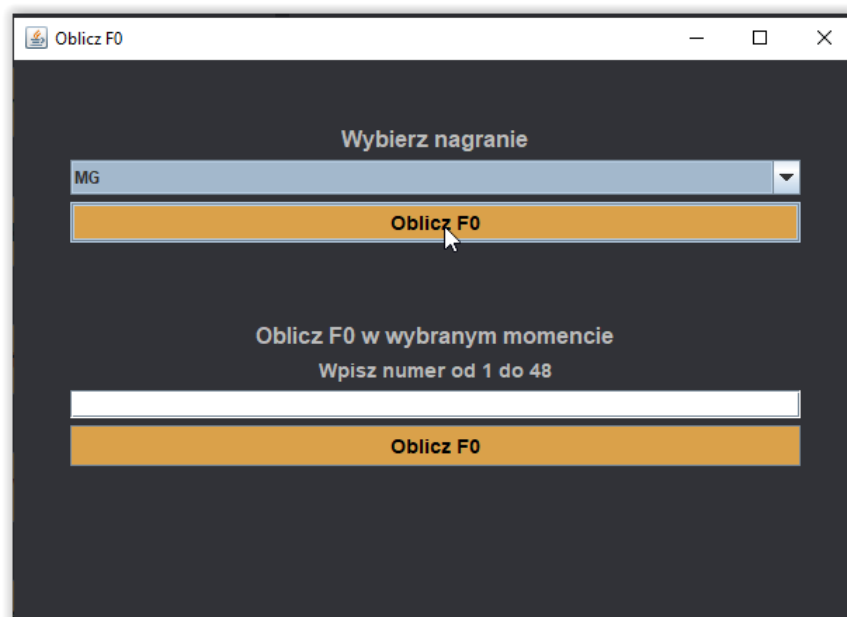 Oblicz F0
Wybierz nagranie
MG
Oblicz F0
Oblicz F0 w wybranym momencie
Wpisz numer od 1 do 48
Oblicz F0